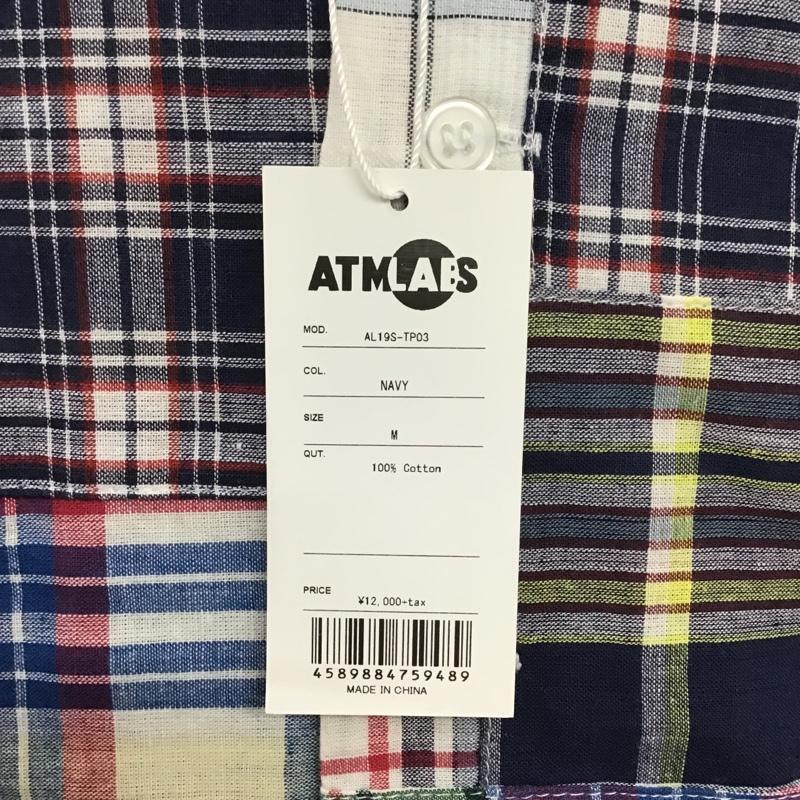 ATMLABS
MOD. AL19S-TP03
COL. NAVY
SIZE M
QUT. 100% Cotton
PRICE ¥12,000+tax
4589884759489
MADE IN CHINA